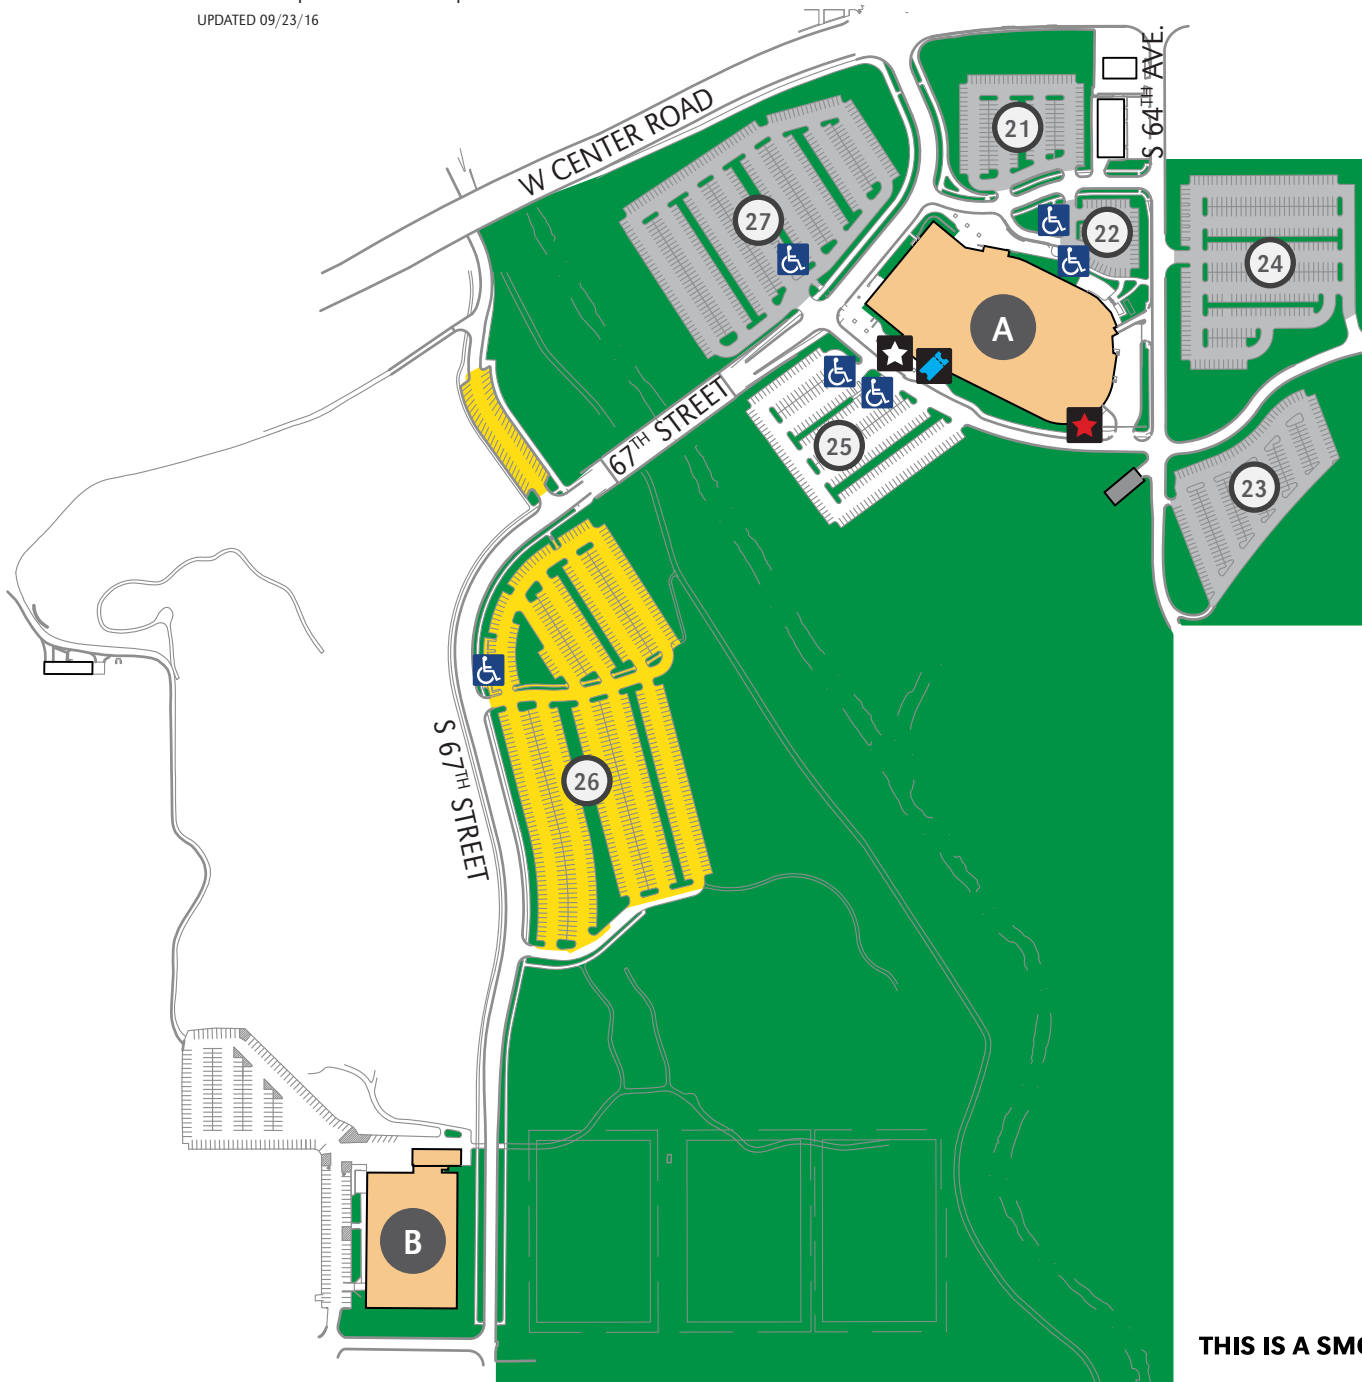 UPDATED 09/23/16
W CENTER ROAD
S 64TH AVE.
21
27
22
24
A
67TH STREET
25
23
S 67TH STREET
26
B
THIS IS A